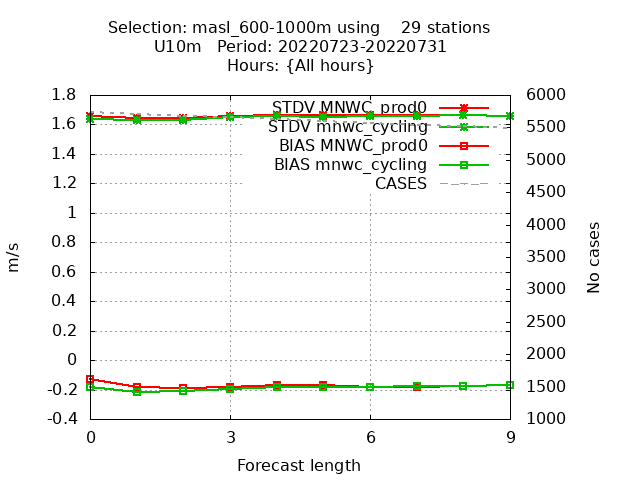 Selection: masl_600-1000m using    29 stations
U10m   Period: 20220723-20220731
Hours: {All hours}
1.8
1.6
1.4
1.2
1
0.8
0.6
0.4
0.2
0
-0.2
-0.4
m/s
STDV MNWC_prod0
STDV mnwc_cycling
BIAS MNWC_prod0
BIAS mnwc_cycling
CASES
6000
5500
5000
4500
4000
3500
3000
2500
2000
1500
1000
No cases
0 3 6 9
Forecast length